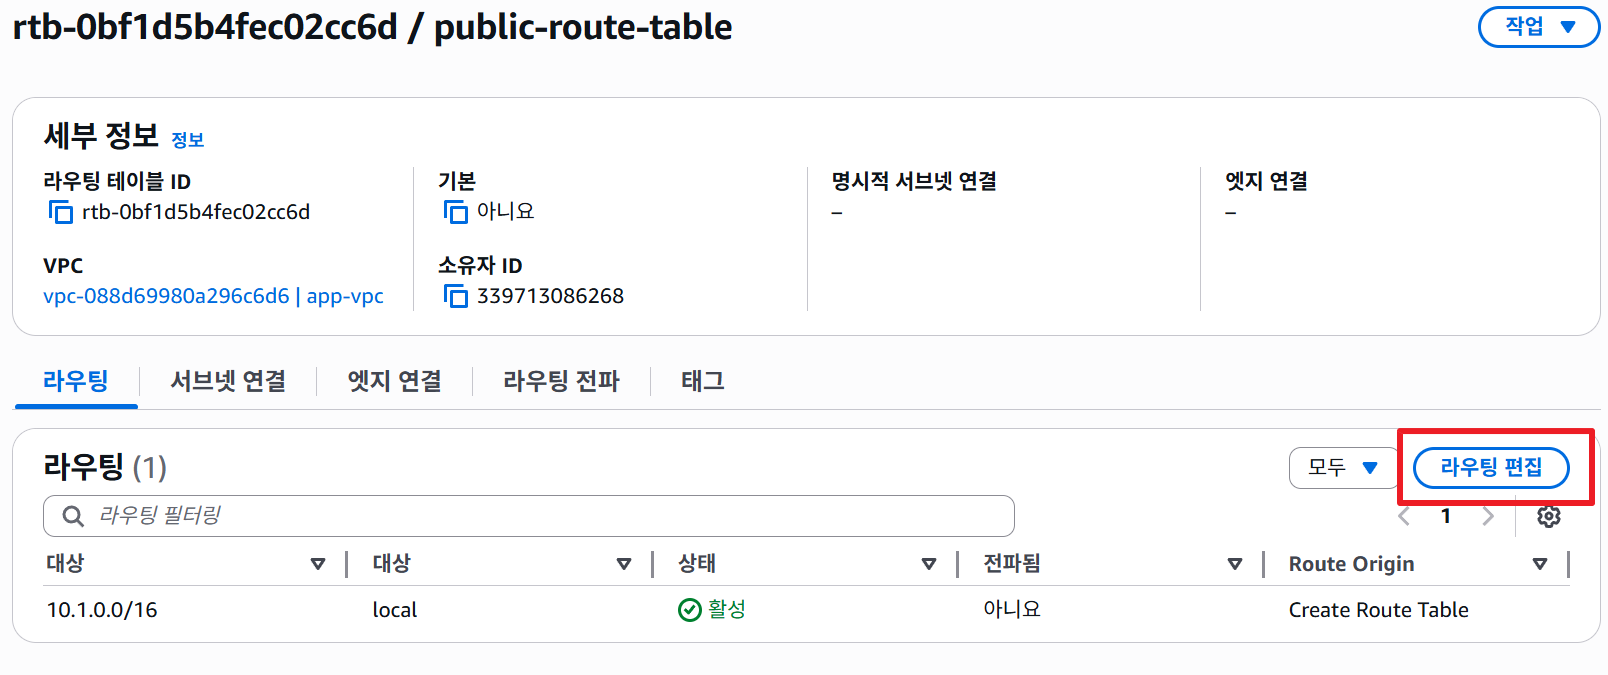 rtb-0bf1d5b4fec02cc6d / public-route-table
작업
세부 정보 정보
라우팅 테이블 ID
rtb-0bf1d5b4fec02cc6d
기본
아니요
명시적 서브넷 연결
–
엣지 연결
–
VPC
vpc-088d69980a296c6d6 | app-vpc
소유자 ID
339713086268
라우팅 서브넷 연결 엣지 연결 라우팅 전파 태그
라우팅 (1)
모두
라우팅 편집
라우팅 필터링
1
대상 대상 상태 전파됨 Route Origin
10.1.0.0/16 local 활성 아니요 Create Route Table